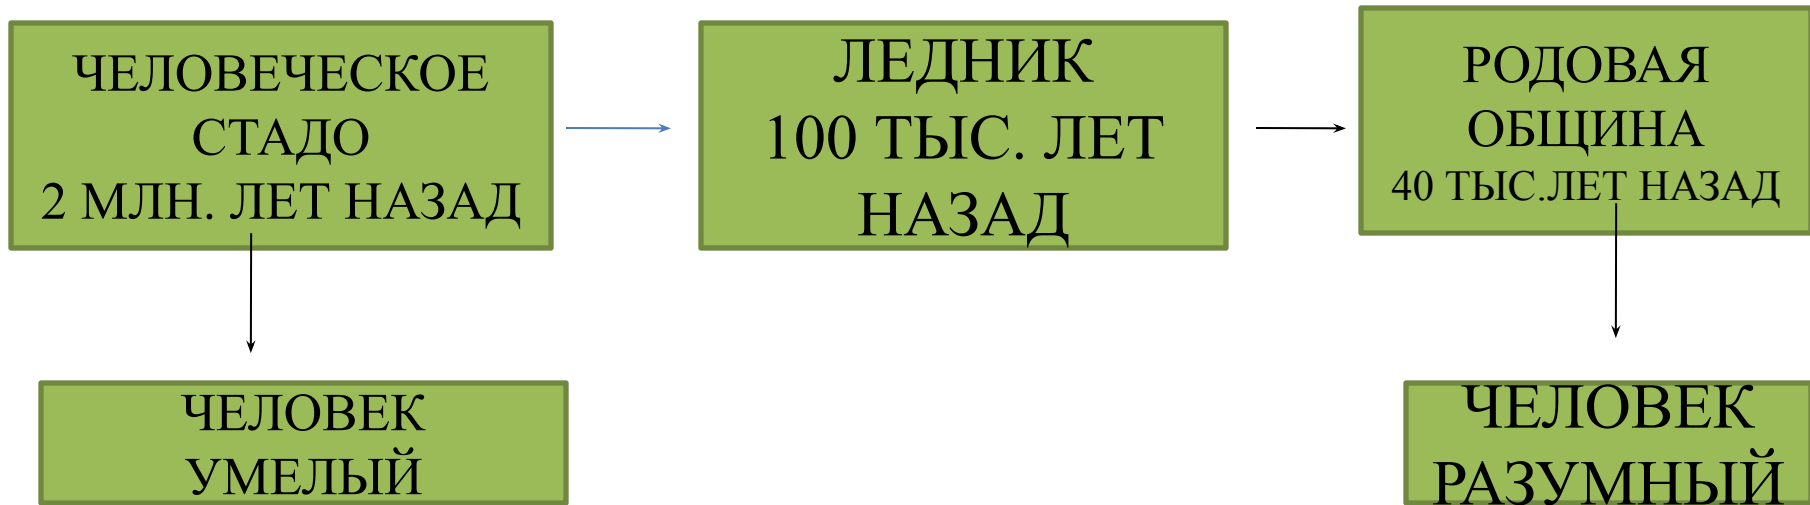 ЧЕЛОВЕЧЕСКОЕ
СТАДО
2 МЛН. ЛЕТ НАЗАД
ЛЕДНИК
100 ТЫС. ЛЕТ
НАЗАД
РОДОВАЯ
ОБЩИНА
40 ТЫС.ЛЕТ НАЗАД
ЧЕЛОВЕК
УМЕЛЫЙ
ЧЕЛОВЕК
РАЗУМНЫЙ